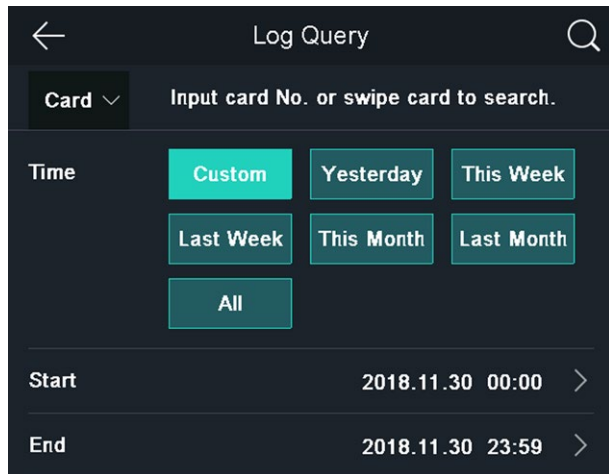 Log Query
Card Input card No. or swipe card to search.
Time Custom Yesterday This Week
Last Week This Month Last Month
All
Start 2018.11.30 00:00
End 2018.11.30 23:59